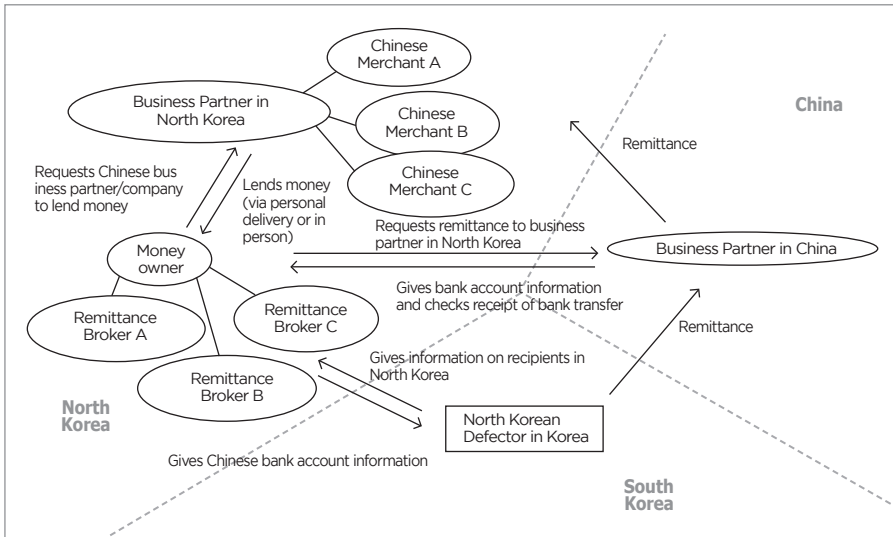 Chinese
Merchant A
China
Business Partner in
North Korea
Chinese
Merchant B
Remittance
Requests Chinese bus
iness partner/company
to lend money
Lends money
(via personal
delivery or in
person)
Chinese
Merchant C
Requests remittance to business
partner in North Korea
Money
owner
Business Partner in China
Gives bank account information
and checks receipt of bank transfer
Remittance
Broker A
Remittance
Broker C
Remittance
Gives information on recipients in
North Korea
Remittance
Broker B
North
Korea
North Korean
Defector in Korea
Gives Chinese bank account information
South
Korea